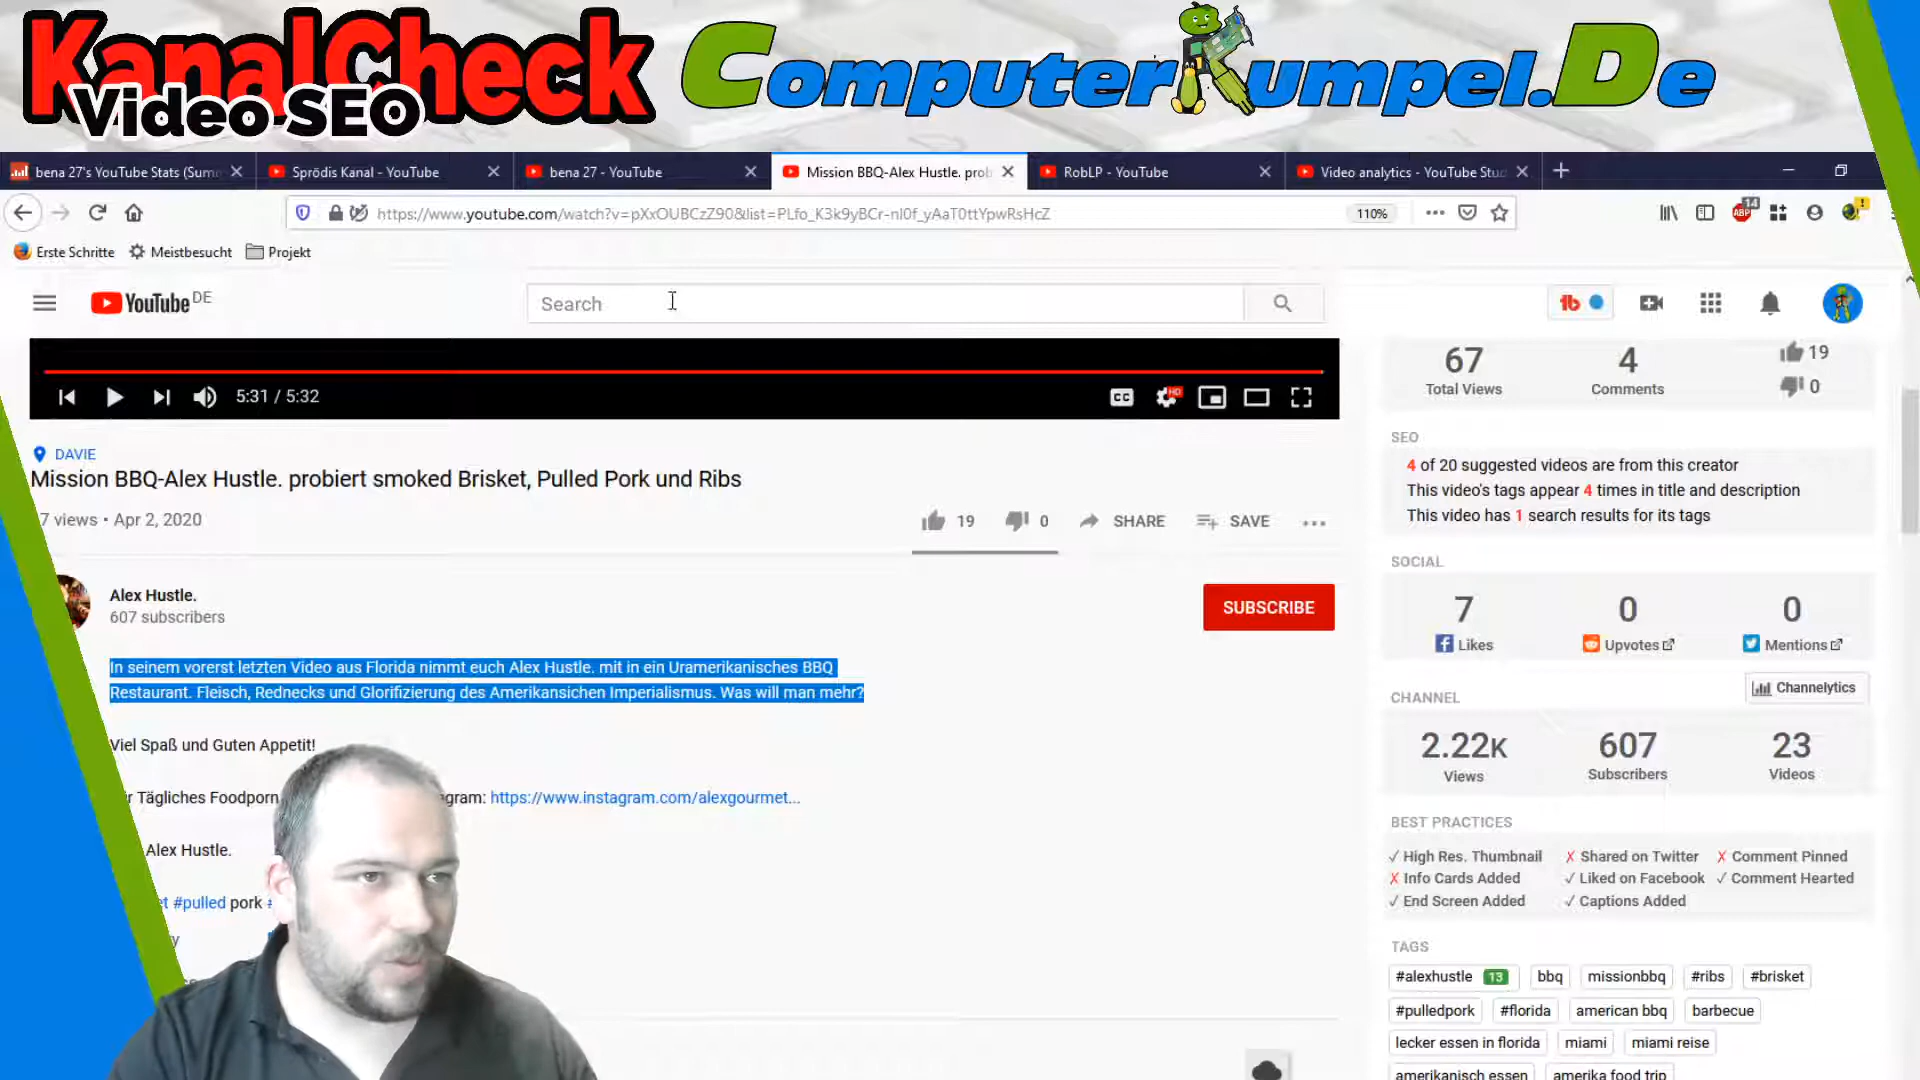 KanalCheck
Video SEO
ComputerKumpel.De
bena 27's YouTube Stats (Sum
Sprödis Kanal - YouTube
bena 27 - YouTube
Mission BBQ-Alex Hustle. prob
RobLP - YouTube
Video analytics - YouTube Stud
https://www.youtube.com/watch?v=pXxOUBCzZ90&list=PLfo_K3k9yBCr-nl0f_yAaT0ttYpwRsHcZ
110%
ABP
14
Erste Schritte
Meistbesucht
Projekt
YouTube DE
Search
67
Total Views
4
Comments
19
0
5:31 / 5:32
CC
HD
DAVIE
Mission BBQ-Alex Hustle. probiert smoked Brisket, Pulled Pork und Ribs
7 views • Apr 2, 2020
19
0
SHARE
SAVE
Alex Hustle.
607 subscribers
SUBSCRIBE
In seinem vorerst letzten Video aus Florida nimmt euch Alex Hustle. mit in ein Uramerikanisches BBQ
Restaurant. Fleisch, Rednecks und Glorifizierung des Amerikansichen Imperialismus. Was will man mehr?
Viel Spaß und Guten Appetit!
Tägliches Foodporn
gram: https://www.instagram.com/alexgourmet...
Alex Hustle.
#pulled pork #
SEO
4 of 20 suggested videos are from this creator
This video's tags appear 4 times in title and description
This video has 1 search results for its tags
SOCIAL
7
Likes
0
Upvotes
0
Mentions
CHANNEL
Channelytics
2.22K
Views
607
Subscribers
23
Videos
BEST PRACTICES
✓ High Res. Thumbnail
✗ Shared on Twitter
✗ Comment Pinned
✗ Info Cards Added
✓ Liked on Facebook
✓ Comment Hearted
✓ End Screen Added
✓ Captions Added
TAGS
#alexhustle 13
bbq
missionbbq
#ribs
#brisket
#pulledpork
#florida
american bbq
barbecue
lecker essen in florida
miami
miami reise
amerikanisch essen
amerika food trip